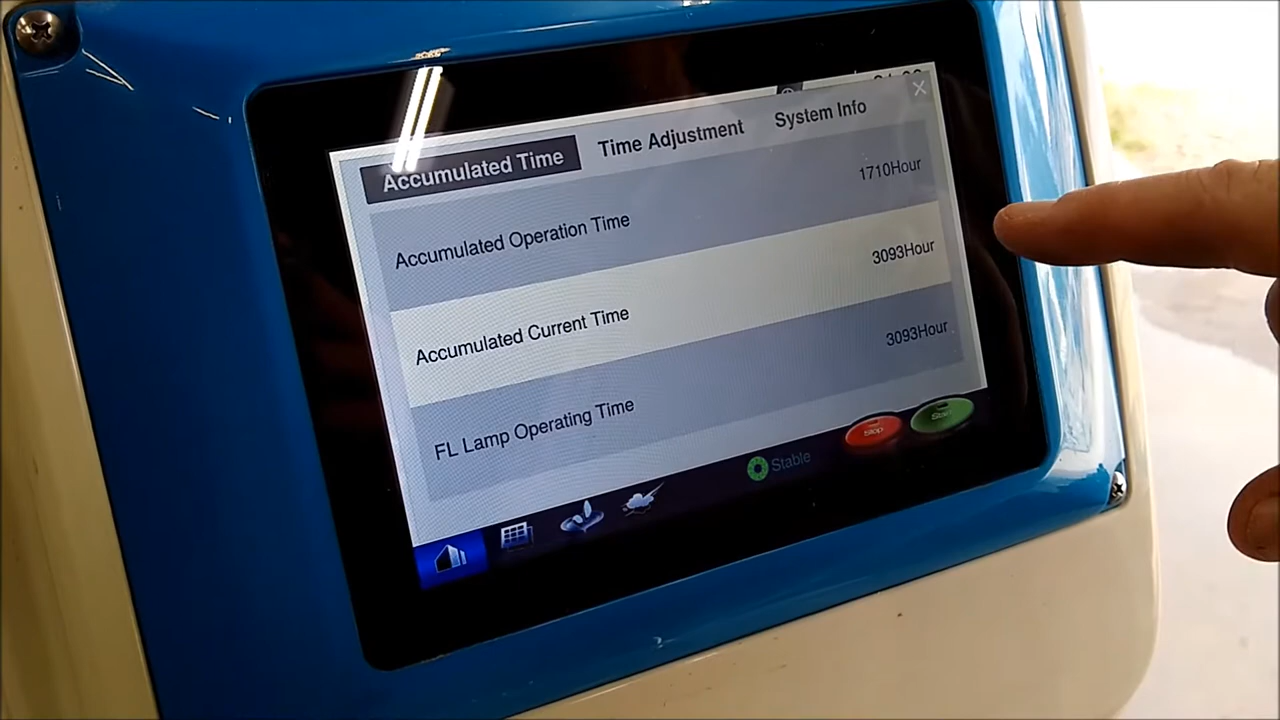 Accumulated Time Time Adjustment System Info
Accumulated Operation Time 1710Hour
Accumulated Current Time 3093Hour
FL Lamp Operating Time 3093Hour
Stable Stop Start